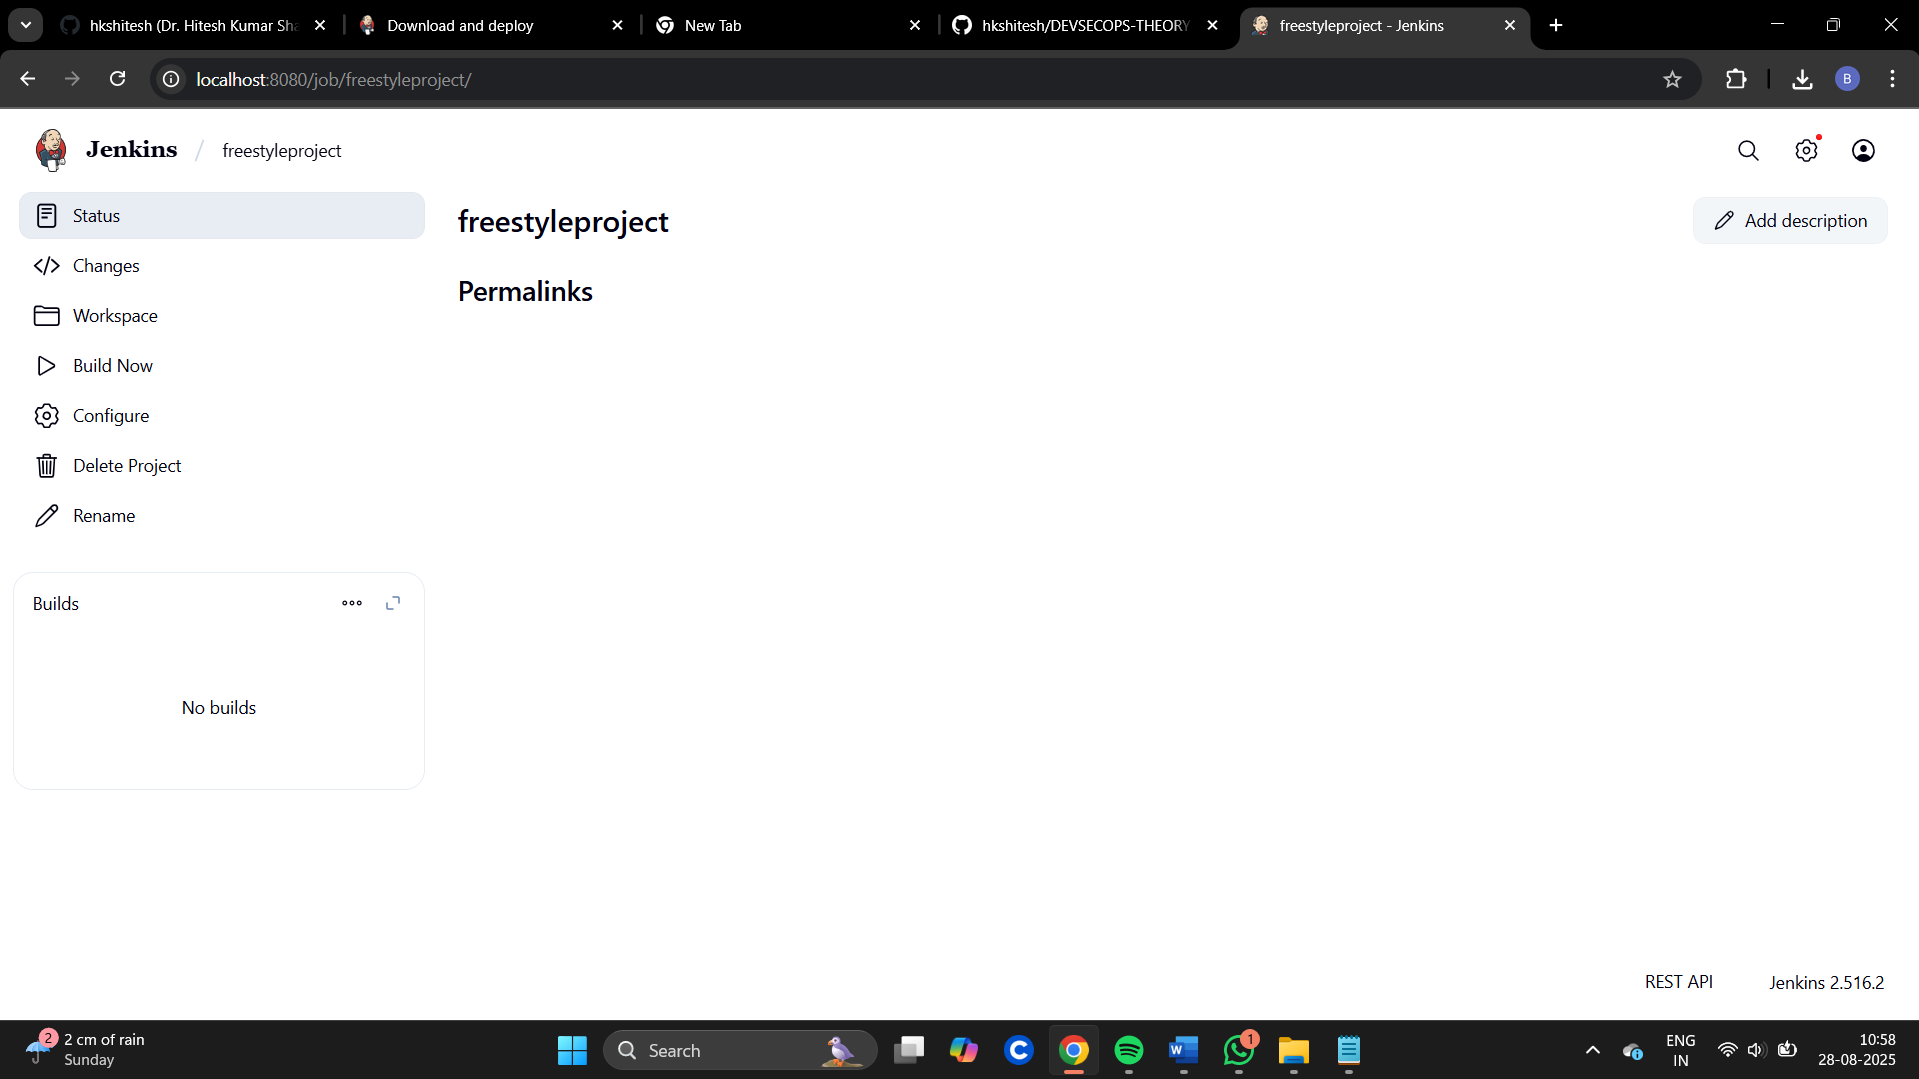 hkshitesh (Dr. Hitesh Kumar Sha
Download and deploy
New Tab
hkshitesh/DEVSECOPS-THEORY
freestyleproject - Jenkins
localhost:8080/job/freestyleproject/
B
Jenkins / freestyleproject
Status
freestyleproject
Add description
Changes
Permalinks
Workspace
Build Now
Configure
Delete Project
Rename
Builds
No builds
REST API
Jenkins 2.516.2
2
2 cm of rain
Sunday
Search
C
W
1
ENG
IN
10:58
28-08-2025